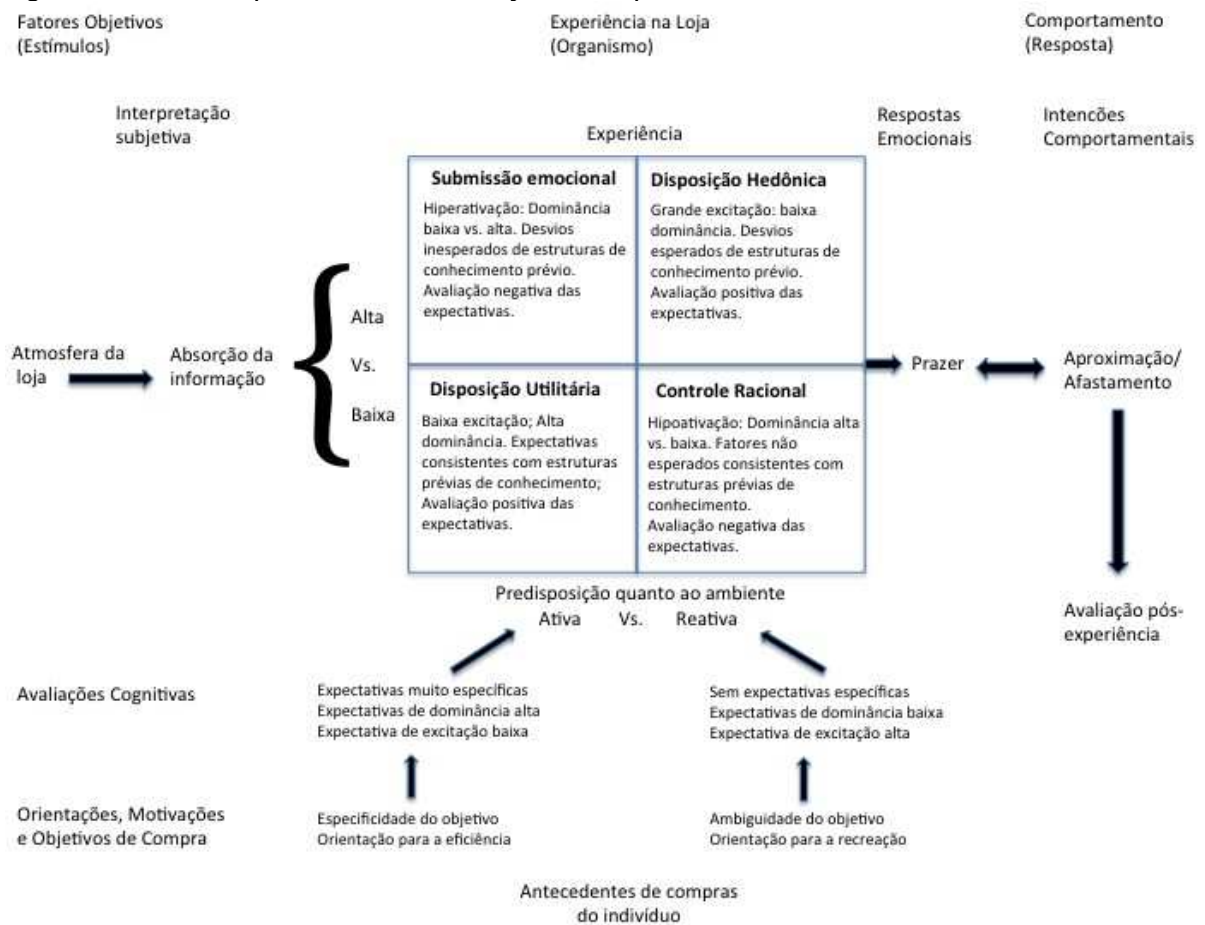 Fatores Objetivos
(Estímulos)
Experiência na Loja
(Organismo)
Comportamento
(Resposta)
Interpretação
subjetiva
Experiência
Respostas
Emocionais
Intencões
Comportamentais
Submissão emocional
Hiperativação: Dominância
baixa vs. alta. Desvios
inesperados de estruturas de
conhecimento prévio.
Avaliação negativa das
expectativas.
Disposição Hedônica
Grande excitação: baixa
dominância. Desvios
esperados de estruturas de
conhecimento prévio.
Avaliação positiva das
expectativas.
Atmosfera da
loja
Absorção da
informação
Alta
Vs.
Baixa
Disposição Utilitária
Baixa excitação; Alta
dominância. Expectativas
consistentes com estruturas
prévias de conhecimento;
Avaliação positiva das
expectativas.
Controle Racional
Hipoativação: Dominância alta
vs. baixa. Fatores não
esperados consistentes com
estruturas prévias de
conhecimento.
Avaliação negativa das
expectativas.
Prazer
Aproximação/
Afastamento
Predisposição quanto ao ambiente
Ativa Vs. Reativa
Avaliação pós-
experiência
Avaliações Cognitivas
Expectativas muito específicas
Expectativas de dominância alta
Expectativa de excitação baixa
Sem expectativas específicas
Expectativas de dominância baixa
Expectativa de excitação alta
Orientações, Motivações
e Objetivos de Compra
Especificidade do objetivo
Orientação para a eficiência
Ambiguidade do objetivo
Orientação para a recreação
Antecedentes de compras
do indivíduo